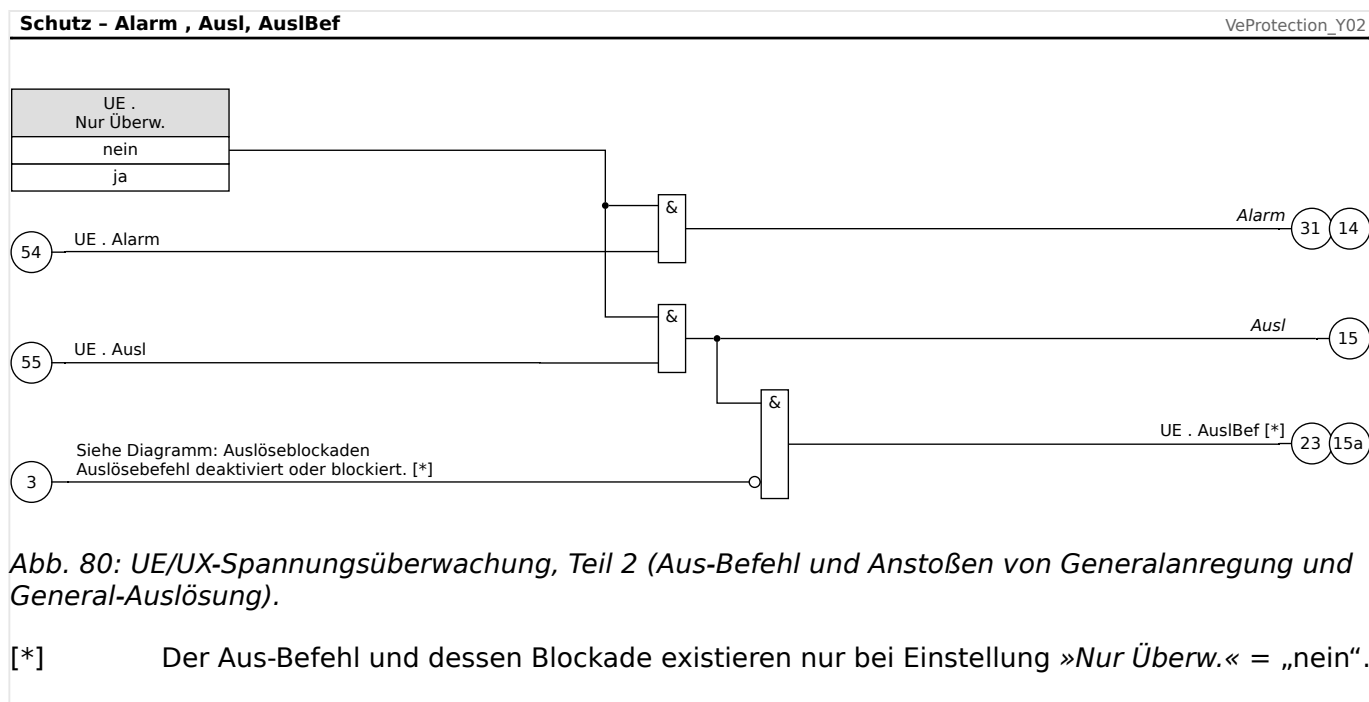 Schutz – Alarm , Ausl, AuslBef
VeProtection_Y02
UE .
Nur Überw.
nein
ja
&
Alarm
31
14
54
UE . Alarm
&
Ausl
15
55
UE . Ausl
&
UE . AuslBef [*]
23
15a
Siehe Diagramm: Auslöseblockaden
Auslösebefehl deaktiviert oder blockiert. [*]
3
Abb. 80: UE/UX-Spannungsüberwachung, Teil 2 (Aus-Befehl und Anstoßen von Generalanregung und
General-Auslösung).
[*] Der Aus-Befehl und dessen Blockade existieren nur bei Einstellung »Nur Überw.« = „nein“.